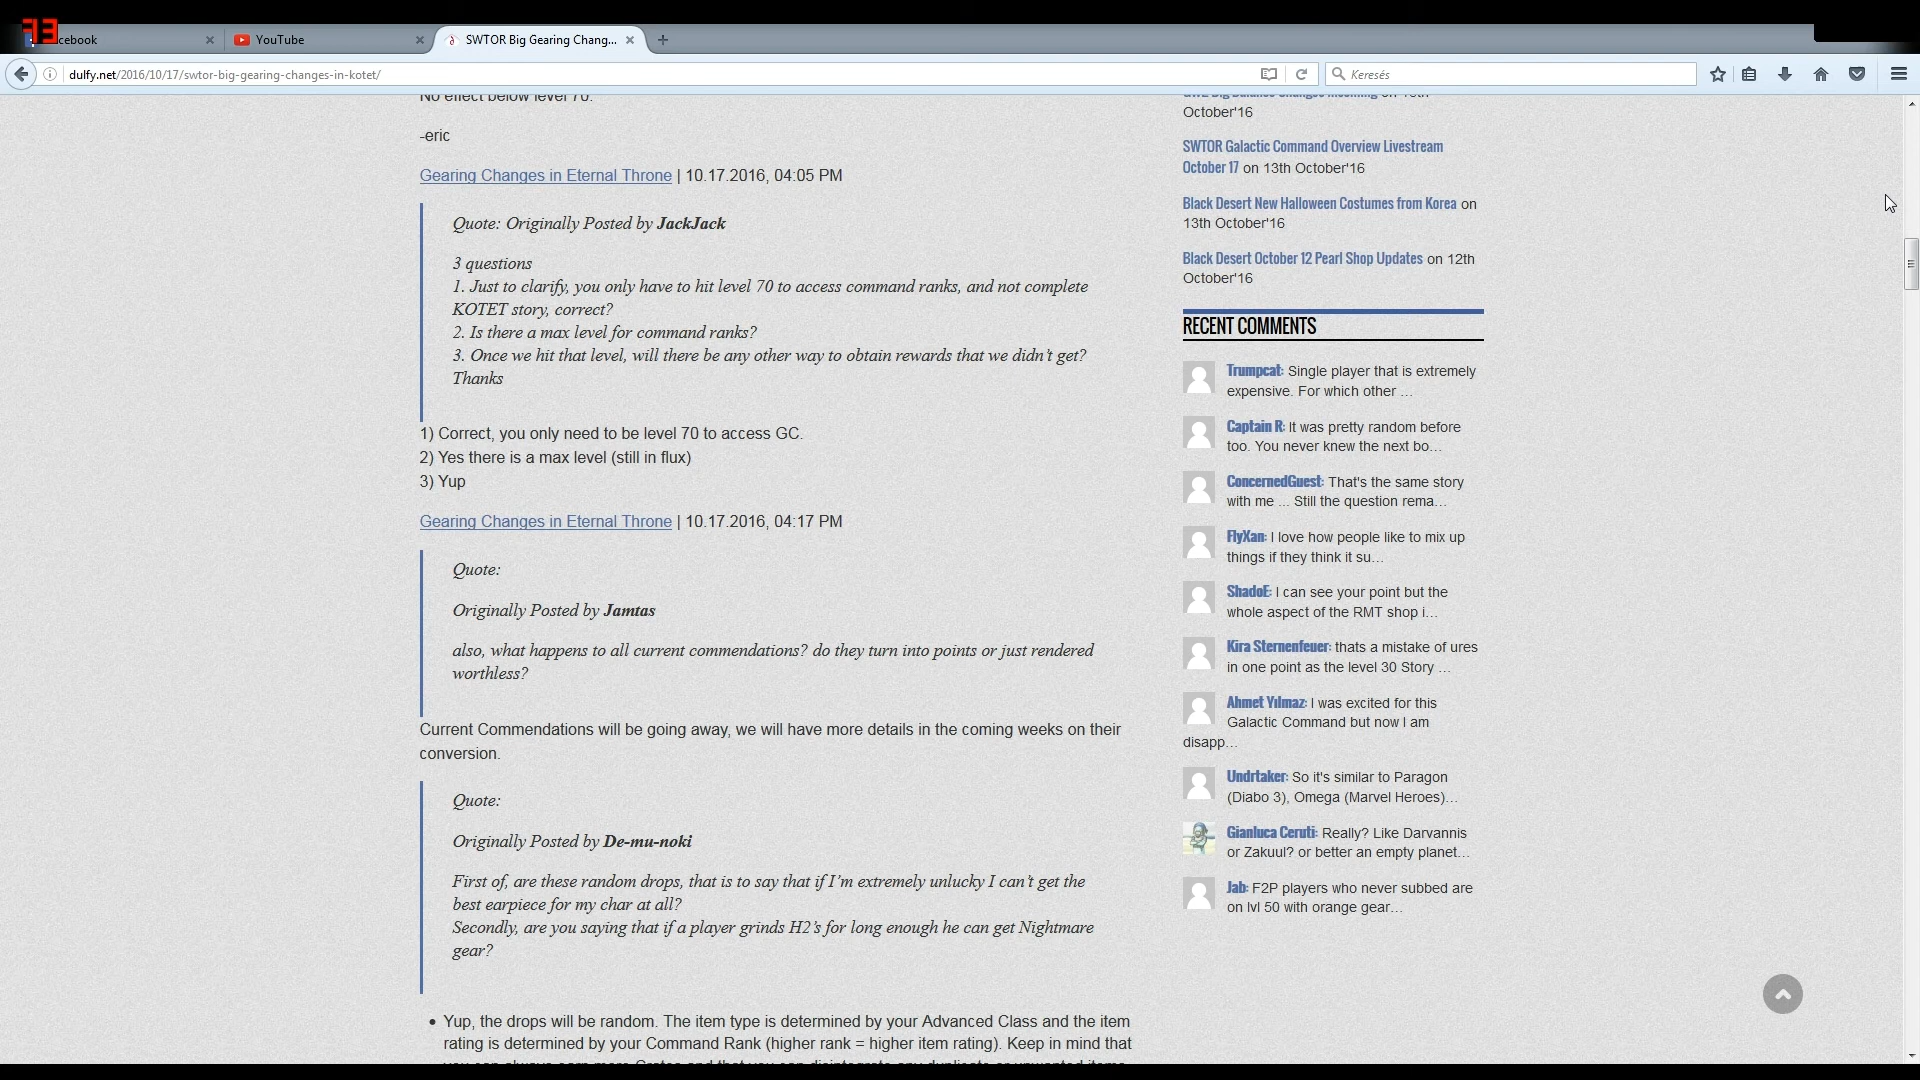 73
cebook
YouTube
SWTOR Big Gearing Chang...
dulfy.net/2016/10/17/swtor-big-gearing-changes-in-kotet/
Keresés
No effect below level 70.
-eric
Gearing Changes in Eternal Throne | 10.17.2016, 04:05 PM
Quote: Originally Posted by JackJack
3 questions
1. Just to clarify, you only have to hit level 70 to access command ranks, and not complete
KOTET story, correct?
2. Is there a max level for command ranks?
3. Once we hit that level, will there be any other way to obtain rewards that we didn't get?
Thanks
1) Correct, you only need to be level 70 to access GC.
2) Yes there is a max level (still in flux)
3) Yup
Gearing Changes in Eternal Throne | 10.17.2016, 04:17 PM
Quote:
Originally Posted by Jamtas
also, what happens to all current commendations? do they turn into points or just rendered
worthless?
Current Commendations will be going away, we will have more details in the coming weeks on their
conversion.
Quote:
Originally Posted by De-mu-noki
First of, are these random drops, that is to say that if I'm extremely unlucky I can't get the
best earpiece for my char at all?
Secondly, are you saying that if a player grinds H2's for long enough he can get Nightmare
gear?
• Yup, the drops will be random. The item type is determined by your Advanced Class and the item
rating is determined by your Command Rank (higher rank = higher item rating). Keep in mind that
October'16
SWTOR Galactic Command Overview Livestream
October 17 on 13th October'16
Black Desert New Halloween Costumes from Korea on
13th October'16
Black Desert October 12 Pearl Shop Updates on 12th
October'16
RECENT COMMENTS
Trumpcat: Single player that is extremely
expensive. For which other ...
Captain R: It was pretty random before
too. You never knew the next bo...
ConcernedGuest: That's the same story
with me ... Still the question rema...
FlyXan: I love how people like to mix up
things if they think it su...
ShadoE: I can see your point but the
whole aspect of the RMT shop i...
Kira Sternenfeuer: thats a mistake of ures
in one point as the level 30 Story ...
Ahmet Yılmaz: I was excited for this
Galactic Command but now I am
disapp...
Undrtaker: So it's similar to Paragon
(Diabo 3), Omega (Marvel Heroes)...
Gianluca Ceruti: Really? Like Darvannis
or Zakuul? or better an empty planet...
Jab: F2P players who never subbed are
on lvl 50 with orange gear...